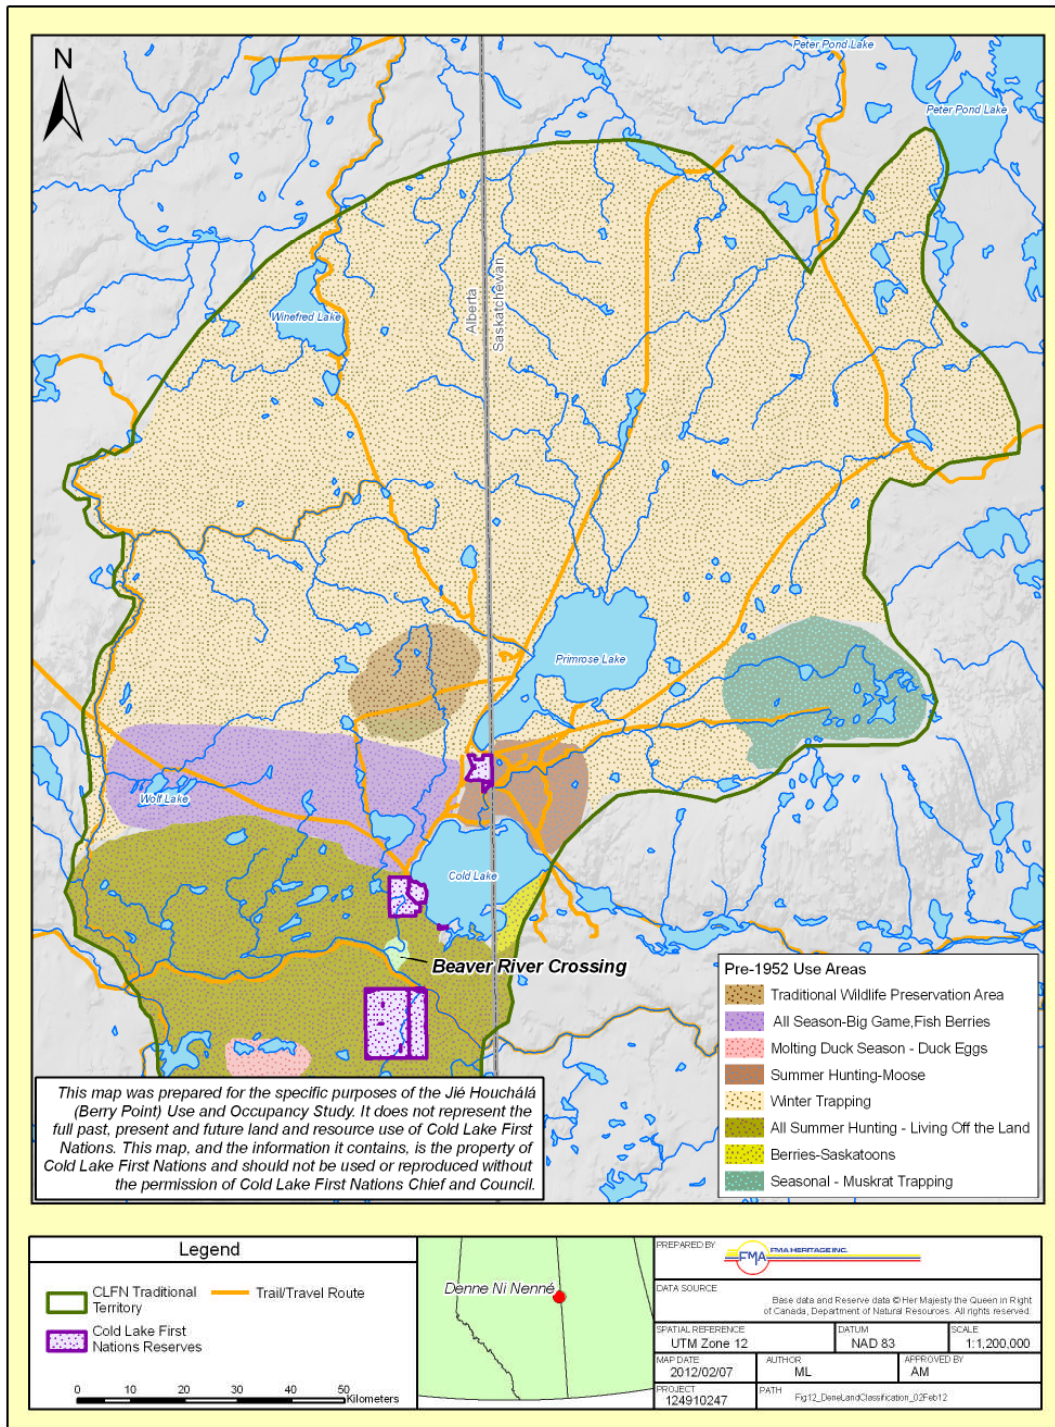 N
Peter Pond Lake
Peter Pond Lake
Winefred Lake
Alberta
Saskatchewan
Primrose Lake
Wolf Lake
Cold Lake
Beaver River Crossing
Pre-1952 Use Areas
Traditional Wildlife Preservation Area
All Season-Big Game,Fish Berries
Molting Duck Season - Duck Eggs
Summer Hunting-Moose
Winter Trapping
All Summer Hunting - Living Off the Land
Berries-Saskatoons
Seasonal - Muskrat Trapping
This map was prepared for the specific purposes of the Jié Houchálá
(Berry Point) Use and Occupancy Study. It does not represent the
full past, present and future land and resource use of Cold Lake First
Nations. This map, and the information it contains, is the property of
Cold Lake First Nations and should not be used or reproduced without
the permission of Cold Lake First Nations Chief and Council.
Legend
CLFN Traditional
Territory
Trail/Travel Route
Cold Lake First
Nations Reserves
0 10 20 30 40 50
Kilometers
Denne Ni Nenné
PREPARED BY
FMA
FMA HERITAGE INC.
DATA SOURCE
Base data and Reserve data © Her Majesty the Queen in Right
of Canada, Department of Natural Resources. All rights reserved.
SPATIAL REFERENCE
UTM Zone 12
DATUM
NAD 83
SCALE
1:1,200,000
MAP DATE
2012/02/07
AUTHOR
ML
APPROVED BY
AM
PROJECT
124910247
PATH
Fig12_DeneLandClassification_02Feb12